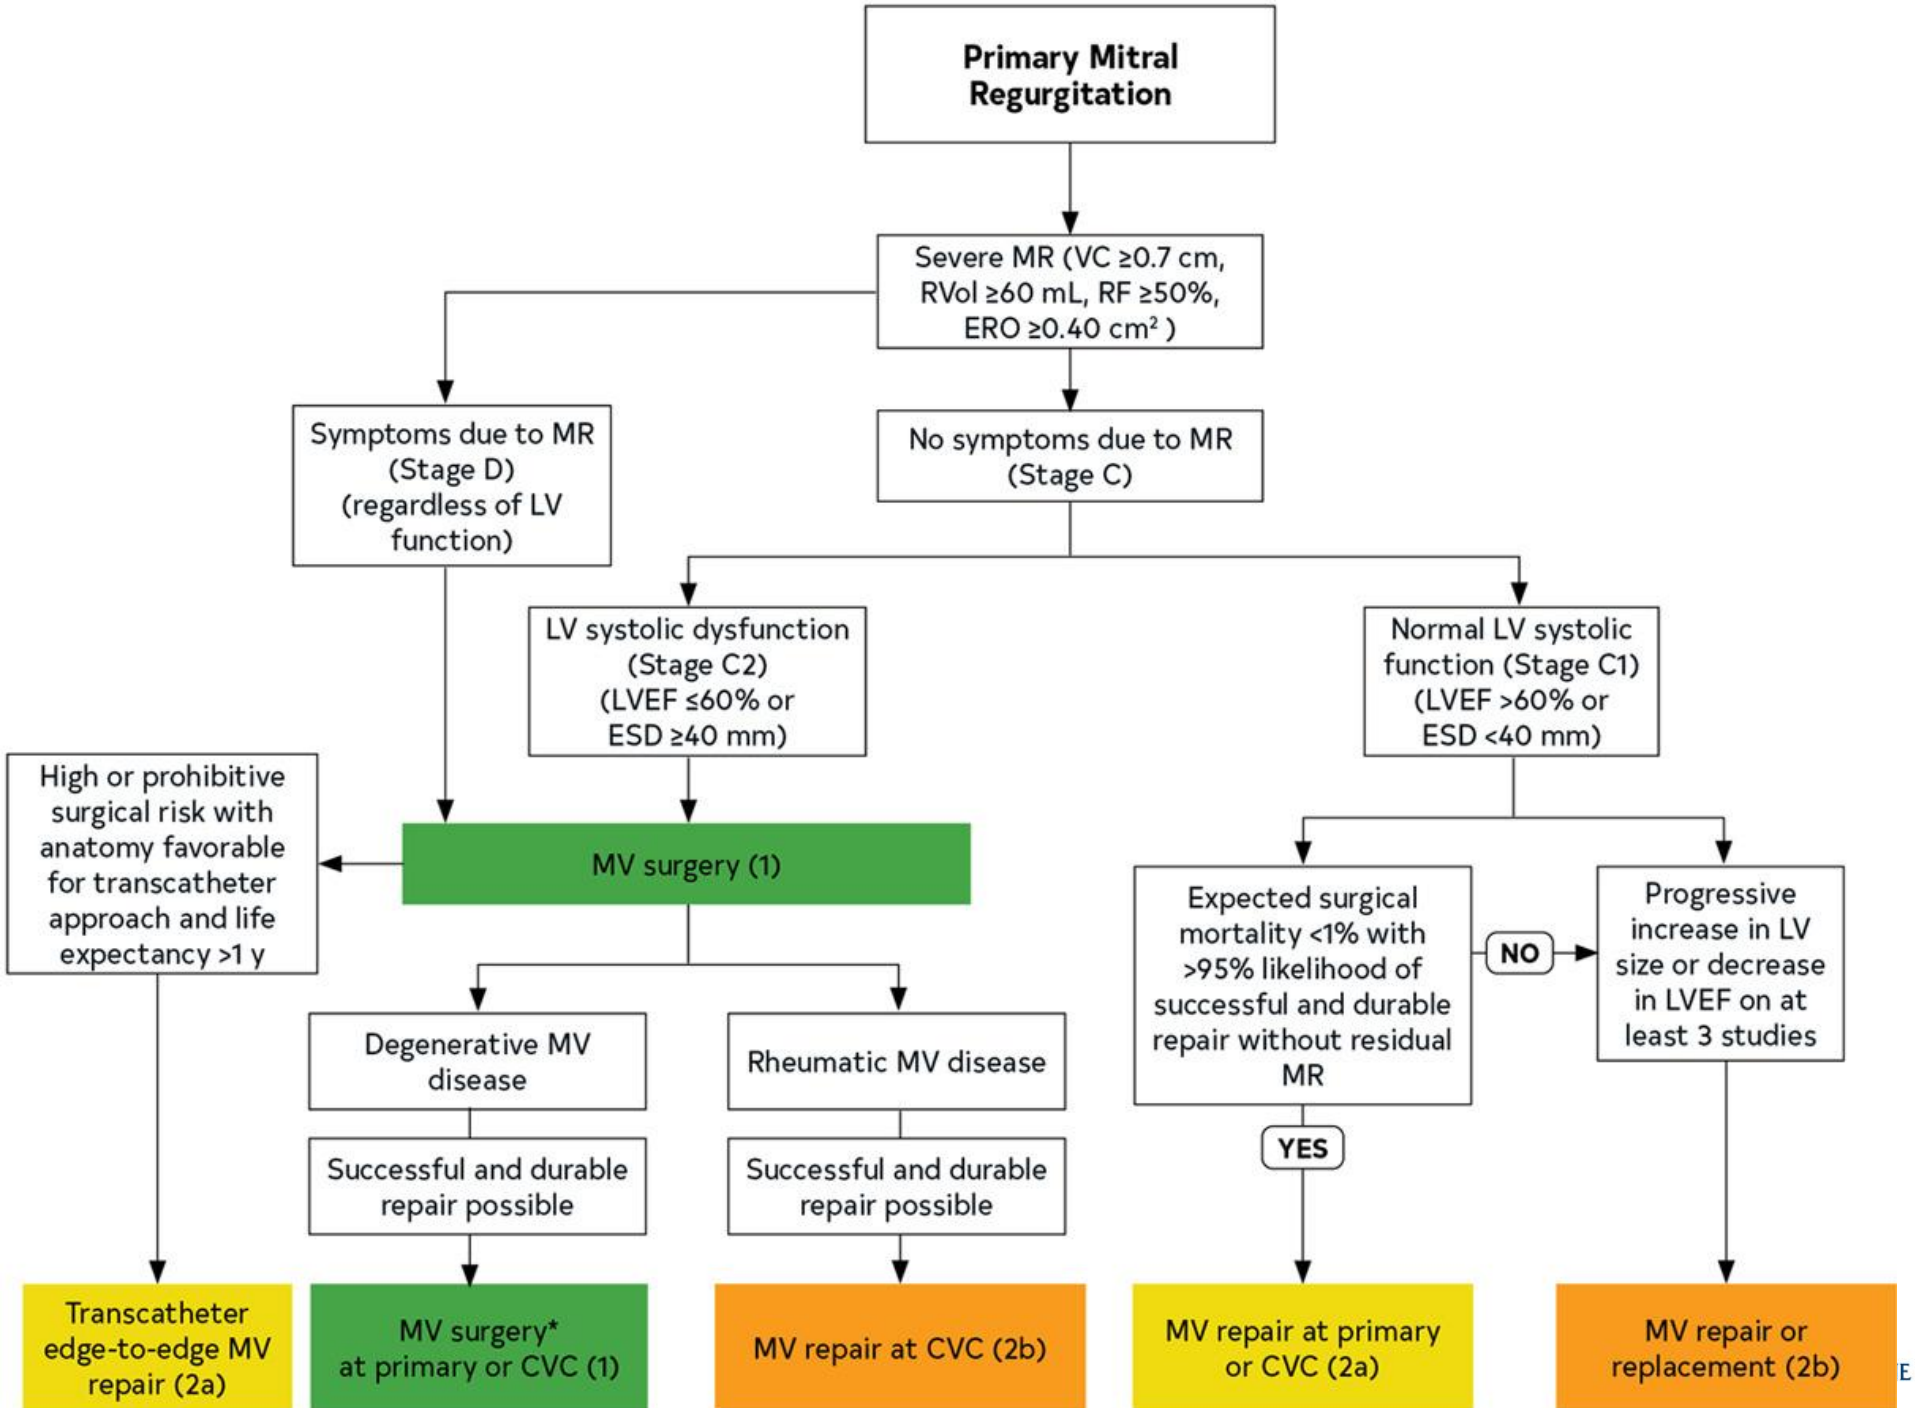 Primary Mitral
Regurgitation
Severe MR (VC ≥0.7 cm,
RVol ≥60 mL, RF ≥50%,
ERO ≥0.40 cm² )
Symptoms due to MR
(Stage D)
(regardless of LV
function)
No symptoms due to MR
(Stage C)
LV systolic dysfunction
(Stage C2)
(LVEF ≤60% or
ESD ≥40 mm)
Normal LV systolic
function (Stage C1)
(LVEF >60% or
ESD <40 mm)
High or prohibitive
surgical risk with
anatomy favorable
for transcatheter
approach and life
expectancy >1 y
MV surgery (1)
Expected surgical
mortality <1% with
>95% likelihood of
successful and durable
repair without residual
MR
NO
Progressive
increase in LV
size or decrease
in LVEF on at
least 3 studies
Degenerative MV
disease
Rheumatic MV disease
YES
Successful and durable
repair possible
Successful and durable
repair possible
Transcatheter
edge-to-edge MV
repair (2a)
MV surgery*
at primary or CVC (1)
MV repair at CVC (2b)
MV repair at primary
or CVC (2a)
MV repair or
replacement (2b)
E